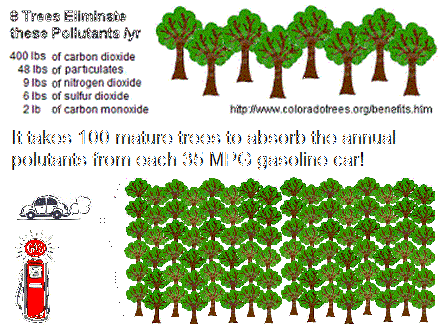 8 Trees Eliminate
these Pollutants /yr
400 lbs of carbon dioxide
48 lbs of particulates
9 lbs of nitrogen dioxide
6 lbs of sulfur dioxide
2 lb of carbon monoxide
http://www.coloradotrees.org/benefits.htm
It takes 100 mature trees to absorb the annual
polutants from each 35 MPG gasoline car!
GAS